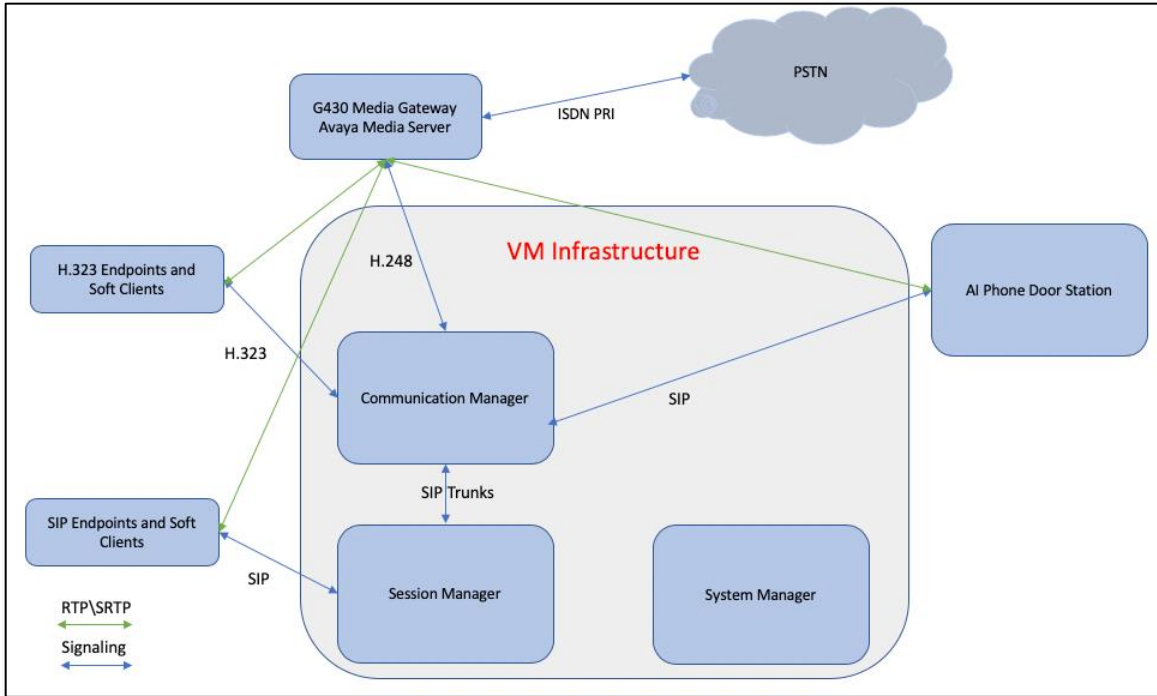 PSTN
G430 Media Gateway
Avaya Media Server
ISDN PRI
VM Infrastructure
H.248
H.323 Endpoints and
Soft Clients
AI Phone Door Station
H.323
Communication Manager
SIP
SIP Trunks
SIP Endpoints and Soft
Clients
SIP
Session Manager
System Manager
RTP\SRTP
Signaling